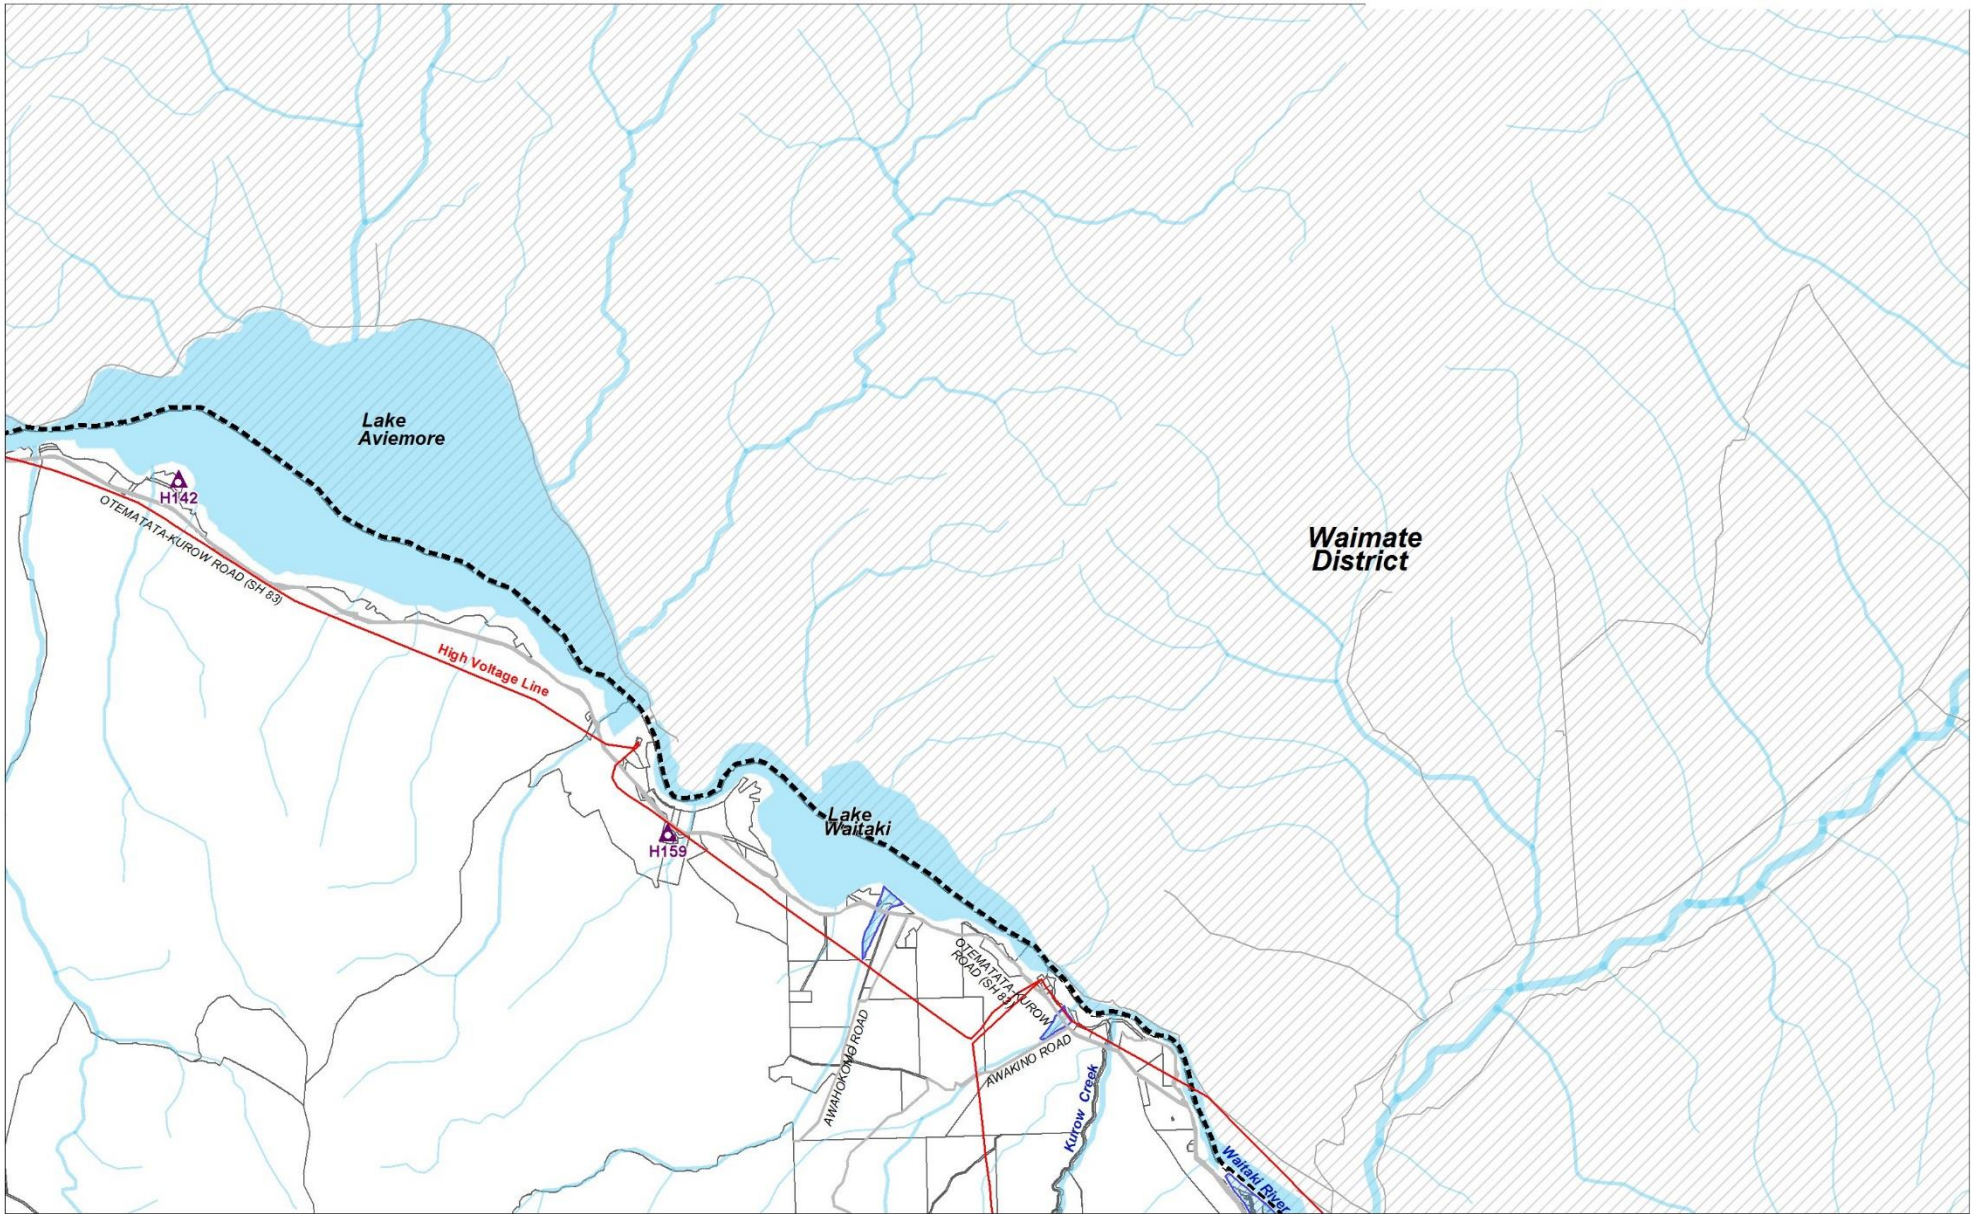 Lake
Aviemore
H142
OTEMATATA-KUROW ROAD (SH 83)
Waimate
District
High Voltage Line
Lake
Waitaki
H159
OTEMATATA-KUROW
ROAD (SH 83)
AWAHOKOMO ROAD
AWAKINO ROAD
Kurow Creek
Waitaki River